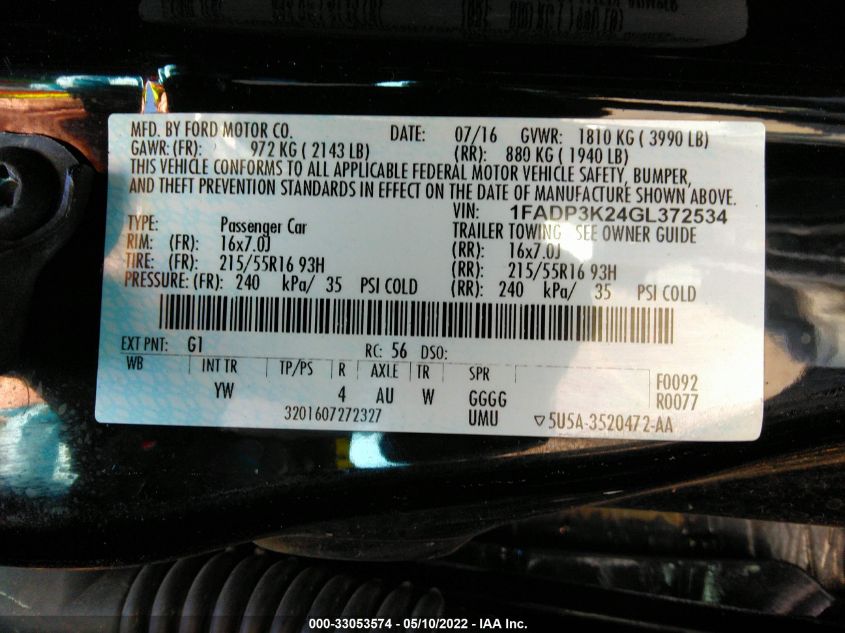 MFD. BY FORD MOTOR CO. DATE: 07/16 GVWR: 1810 KG ( 3990 LB)
GAWR:(FR): 972 KG ( 2143 LB) (RR): 880 KG ( 1940 LB)
THIS VEHICLE CONFORMS TO ALL APPLICABLE FEDERAL MOTOR VEHICLE SAFETY, BUMPER,
AND THEFT PREVENTION STANDARDS IN EFFECT ON THE DATE OF MANUFACTURE SHOWN ABOVE.
VIN: 1FADP3K24GL372534
TYPE: Passenger Car TRAILER TOWING - SEE OWNER GUIDE
RIM: (FR): 16x7.0J (RR): 16x7.0J
TIRE: (FR): 215/55R16 93H (RR): 215/55R16 93H
PRESSURE: (FR): 240 kPa/ 35 PSI COLD (RR): 240 kPa/ 35 PSI COLD
EXT PNT: G1 RC: 56 DSO:
WB INT TR TP/PS R AXLE TR SPR F0092
YW 4 AU W GGGG R0077
3201607272327 UMU ▽5U5A-3520472-AA
000-33053574 - 05/10/2022 - IAA Inc.